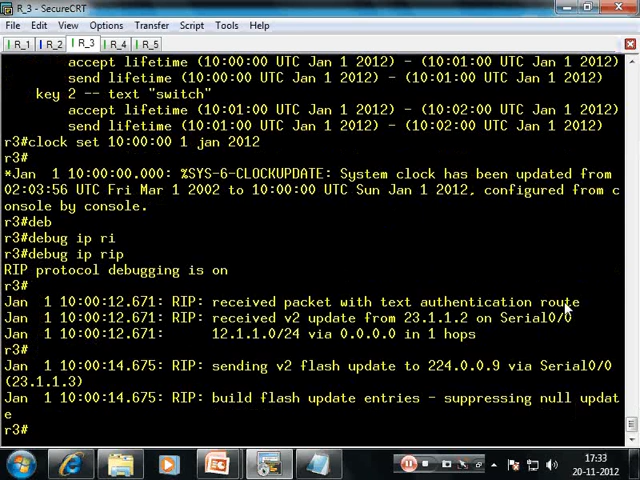 R_3 - SecureCRT
File Edit View Options Transfer Script Tools Help
R_1 R_2 R_3 R_4 R_5
accept lifetime (10:00:00 UTC Jan 1 2012) - (10:01:00 UTC Jan 1 2012)
send lifetime (10:00:00 UTC Jan 1 2012) - (10:01:00 UTC Jan 1 2012)
key 2 -- text "switch"
accept lifetime (10:01:00 UTC Jan 1 2012) - (10:02:00 UTC Jan 1 2012)
send lifetime (10:01:00 UTC Jan 1 2012) - (10:02:00 UTC Jan 1 2012)
r3#clock set 10:00:00 1 jan 2012
r3#
*Jan 1 10:00:00.000: %SYS-6-CLOCKUPDATE: System clock has been updated from
02:03:56 UTC Fri Mar 1 2002 to 10:00:00 UTC Sun Jan 1 2012, configured from c
onsole by console.
r3#deb
r3#debug ip ri
r3#debug ip rip
RIP protocol debugging is on
r3#
Jan 1 10:00:12.671: RIP: received packet with text authentication route
Jan 1 10:00:12.671: RIP: received v2 update from 23.1.1.2 on Serial0/0
Jan 1 10:00:12.671: 12.1.1.0/24 via 0.0.0.0 in 1 hops
r3#
Jan 1 10:00:14.675: RIP: sending v2 flash update to 224.0.0.9 via Serial0/0
(23.1.1.3)
Jan 1 10:00:14.675: RIP: build flash update entries - suppressing null updat
e
r3#
17:33
20-11-2012